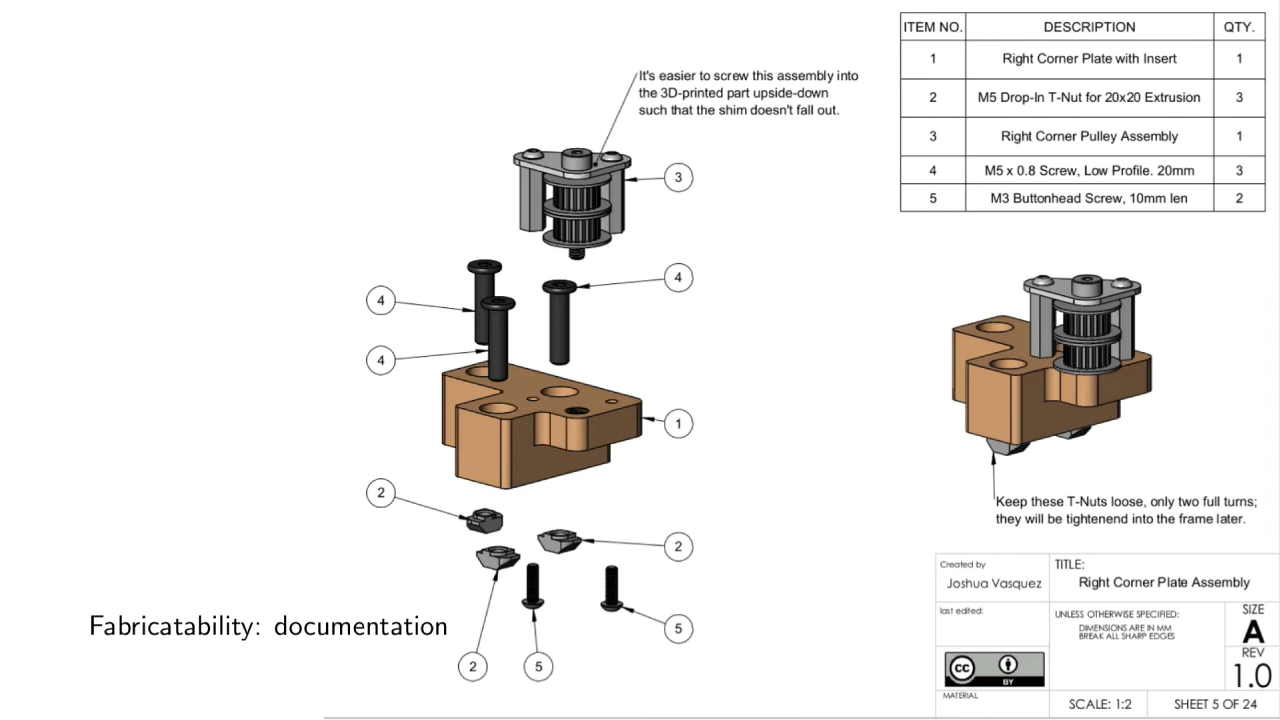 ITEM NO. DESCRIPTION QTY.
1 Right Corner Plate with Insert 1
2 M5 Drop-In T-Nut for 20x20 Extrusion 3
3 Right Corner Pulley Assembly 1
4 M5 x 0.8 Screw, Low Profile. 20mm 3
5 M3 Buttonhead Screw, 10mm len 2
It's easier to screw this assembly into
the 3D-printed part upside-down
such that the shim doesn't fall out.
3
4
4
4
1
2
2
2
5
5
Keep these T-Nuts loose, only two full turns;
they will be tightenend into the frame later.
Fabricatability: documentation
Created by
Joshua Vasquez
TITLE:
Right Corner Plate Assembly
last edited:
UNLESS OTHERWISE SPECIFIED:
DIMENSIONS ARE IN MM
BREAK ALL SHARP EDGES
SIZE
A
REV
1.0
cc
BY
MATERIAL
SCALE: 1:2
SHEET 5 OF 24